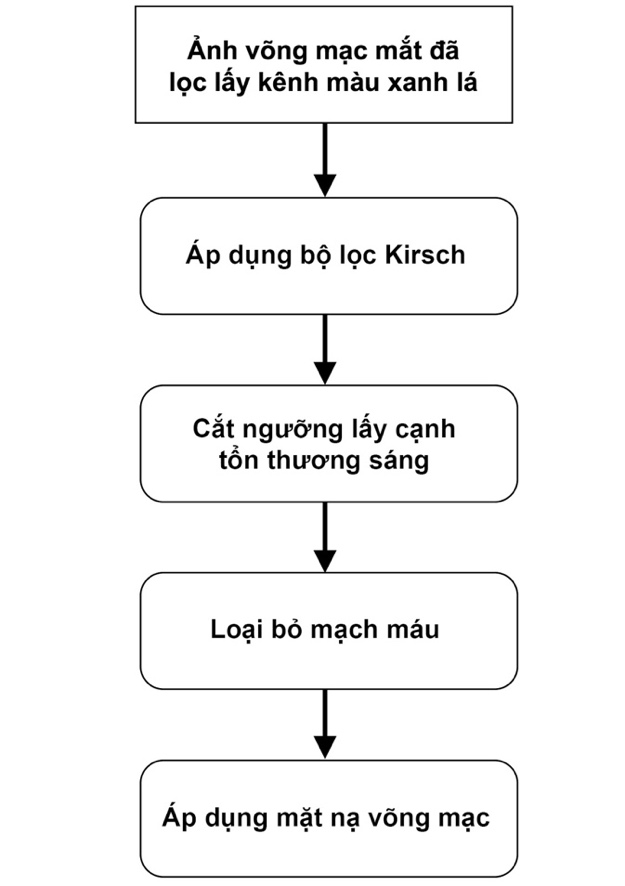 Ảnh võng mạc mắt đã
lọc lấy kênh màu xanh lá
Áp dụng bộ lọc Kirsch
Cắt ngưỡng lấy cạnh
tổn thương sáng
Loại bỏ mạch máu
Áp dụng mặt nạ võng mạc